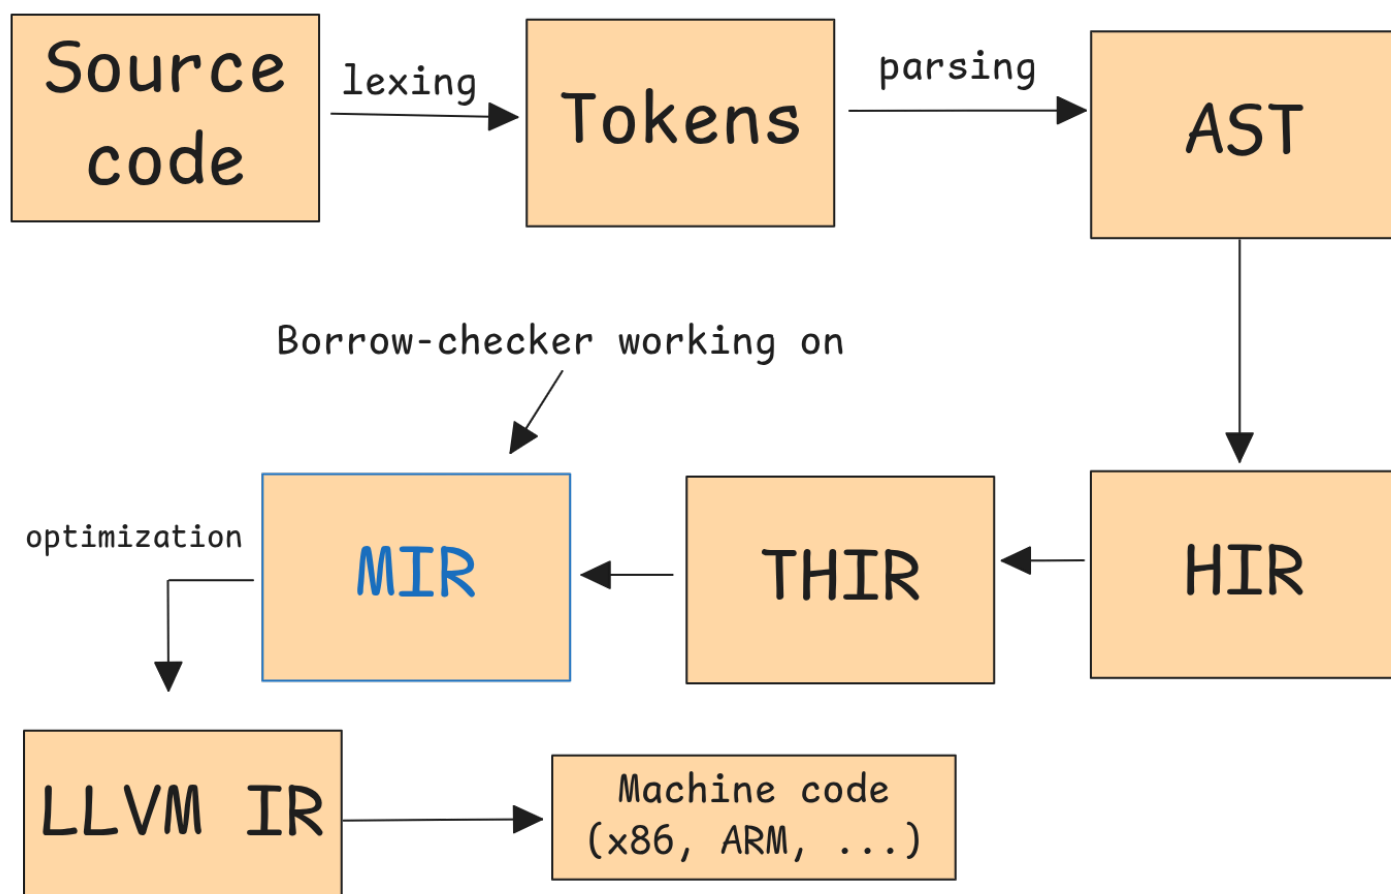 Source
code
lexing
Tokens
parsing
AST
Borrow-checker working on
HIR
THIR
MIR
optimization
LLVM IR
Machine code
(x86, ARM, ...)